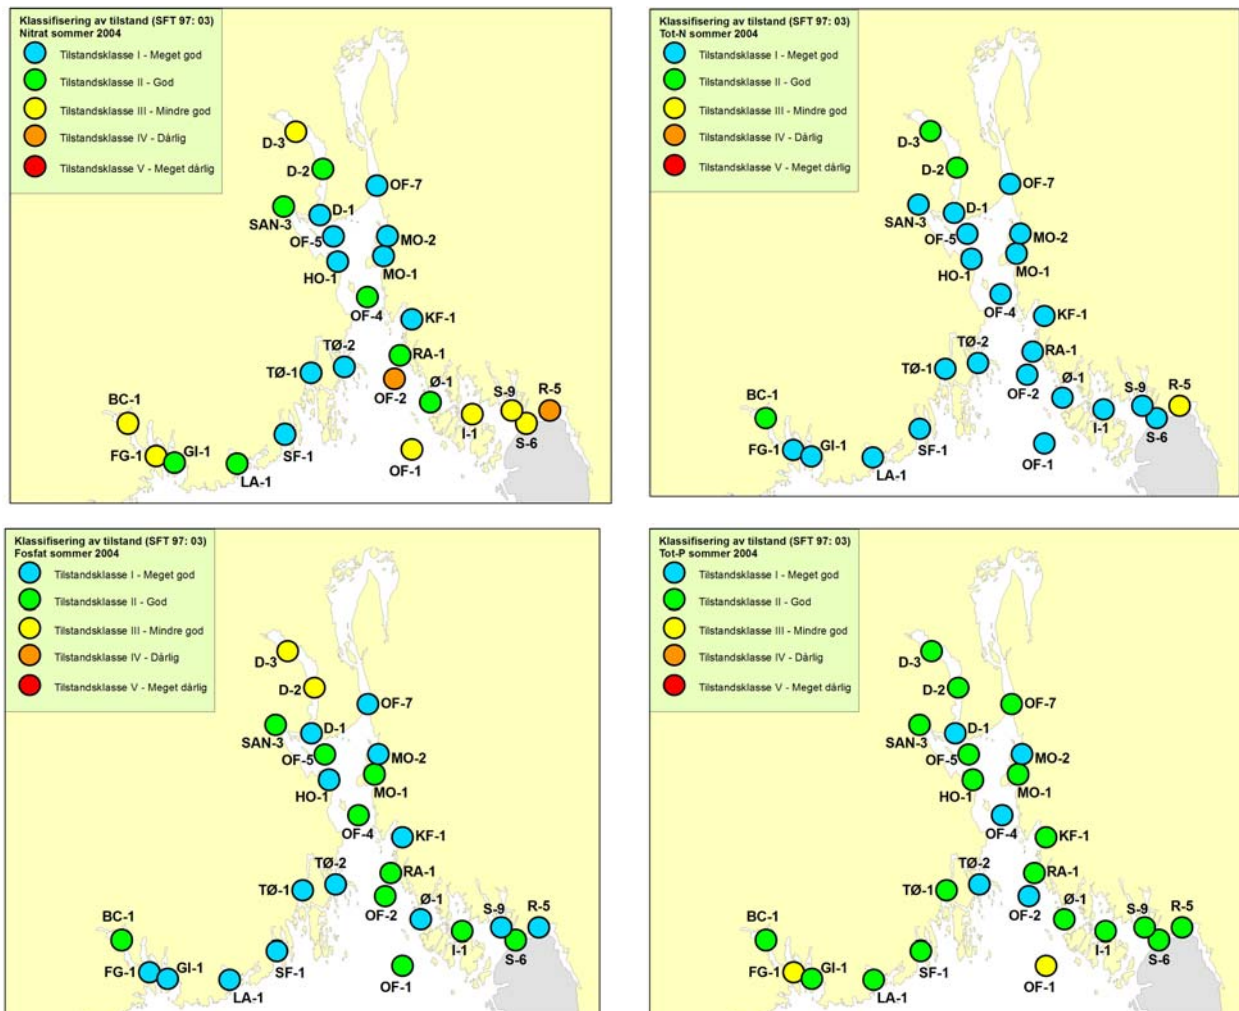 Klassifisering av tilstand (SFT 97: 03)
Nitrat sommer 2004
Tilstandsklasse I - Meget god
Tilstandsklasse II - God
Tilstandsklasse III - Mindre god
Tilstandsklasse IV - Dårlig
Tilstandsklasse V - Meget dårlig
D-3
D-2
OF-7
SAN-3
D-1
OF-5
MO-2
HO-1
MO-1
OF-4
KF-1
TØ-2
RA-1
TØ-1
Ø-1
OF-2
S-9
R-5
BC-1
I-1
S-6
FG-1
GI-1
SF-1
OF-1
LA-1
Klassifisering av tilstand (SFT 97: 03)
Tot-N sommer 2004
Tilstandsklasse I - Meget god
Tilstandsklasse II - God
Tilstandsklasse III - Mindre god
Tilstandsklasse IV - Dårlig
Tilstandsklasse V - Meget dårlig
D-3
D-2
OF-7
SAN-3
D-1
OF-5
MO-2
HO-1
MO-1
OF-4
KF-1
TØ-2
RA-1
TØ-1
Ø-1
OF-2
S-9
R-5
BC-1
I-1
S-6
FG-1
GI-1
SF-1
OF-1
LA-1
Klassifisering av tilstand (SFT 97: 03)
Fosfat sommer 2004
Tilstandsklasse I - Meget god
Tilstandsklasse II - God
Tilstandsklasse III - Mindre god
Tilstandsklasse IV - Dårlig
Tilstandsklasse V - Meget dårlig
D-3
D-2
OF-7
SAN-3
D-1
OF-5
MO-2
HO-1
MO-1
OF-4
KF-1
TØ-2
RA-1
TØ-1
Ø-1
OF-2
S-9
R-5
BC-1
I-1
S-6
FG-1
GI-1
SF-1
OF-1
LA-1
Klassifisering av tilstand (SFT 97: 03)
Tot-P sommer 2004
Tilstandsklasse I - Meget god
Tilstandsklasse II - God
Tilstandsklasse III - Mindre god
Tilstandsklasse IV - Dårlig
Tilstandsklasse V - Meget dårlig
D-3
D-2
OF-7
SAN-3
D-1
OF-5
MO-2
HO-1
MO-1
OF-4
KF-1
TØ-2
RA-1
TØ-1
Ø-1
OF-2
S-9
R-5
BC-1
I-1
S-6
FG-1
GI-1
SF-1
OF-1
LA-1